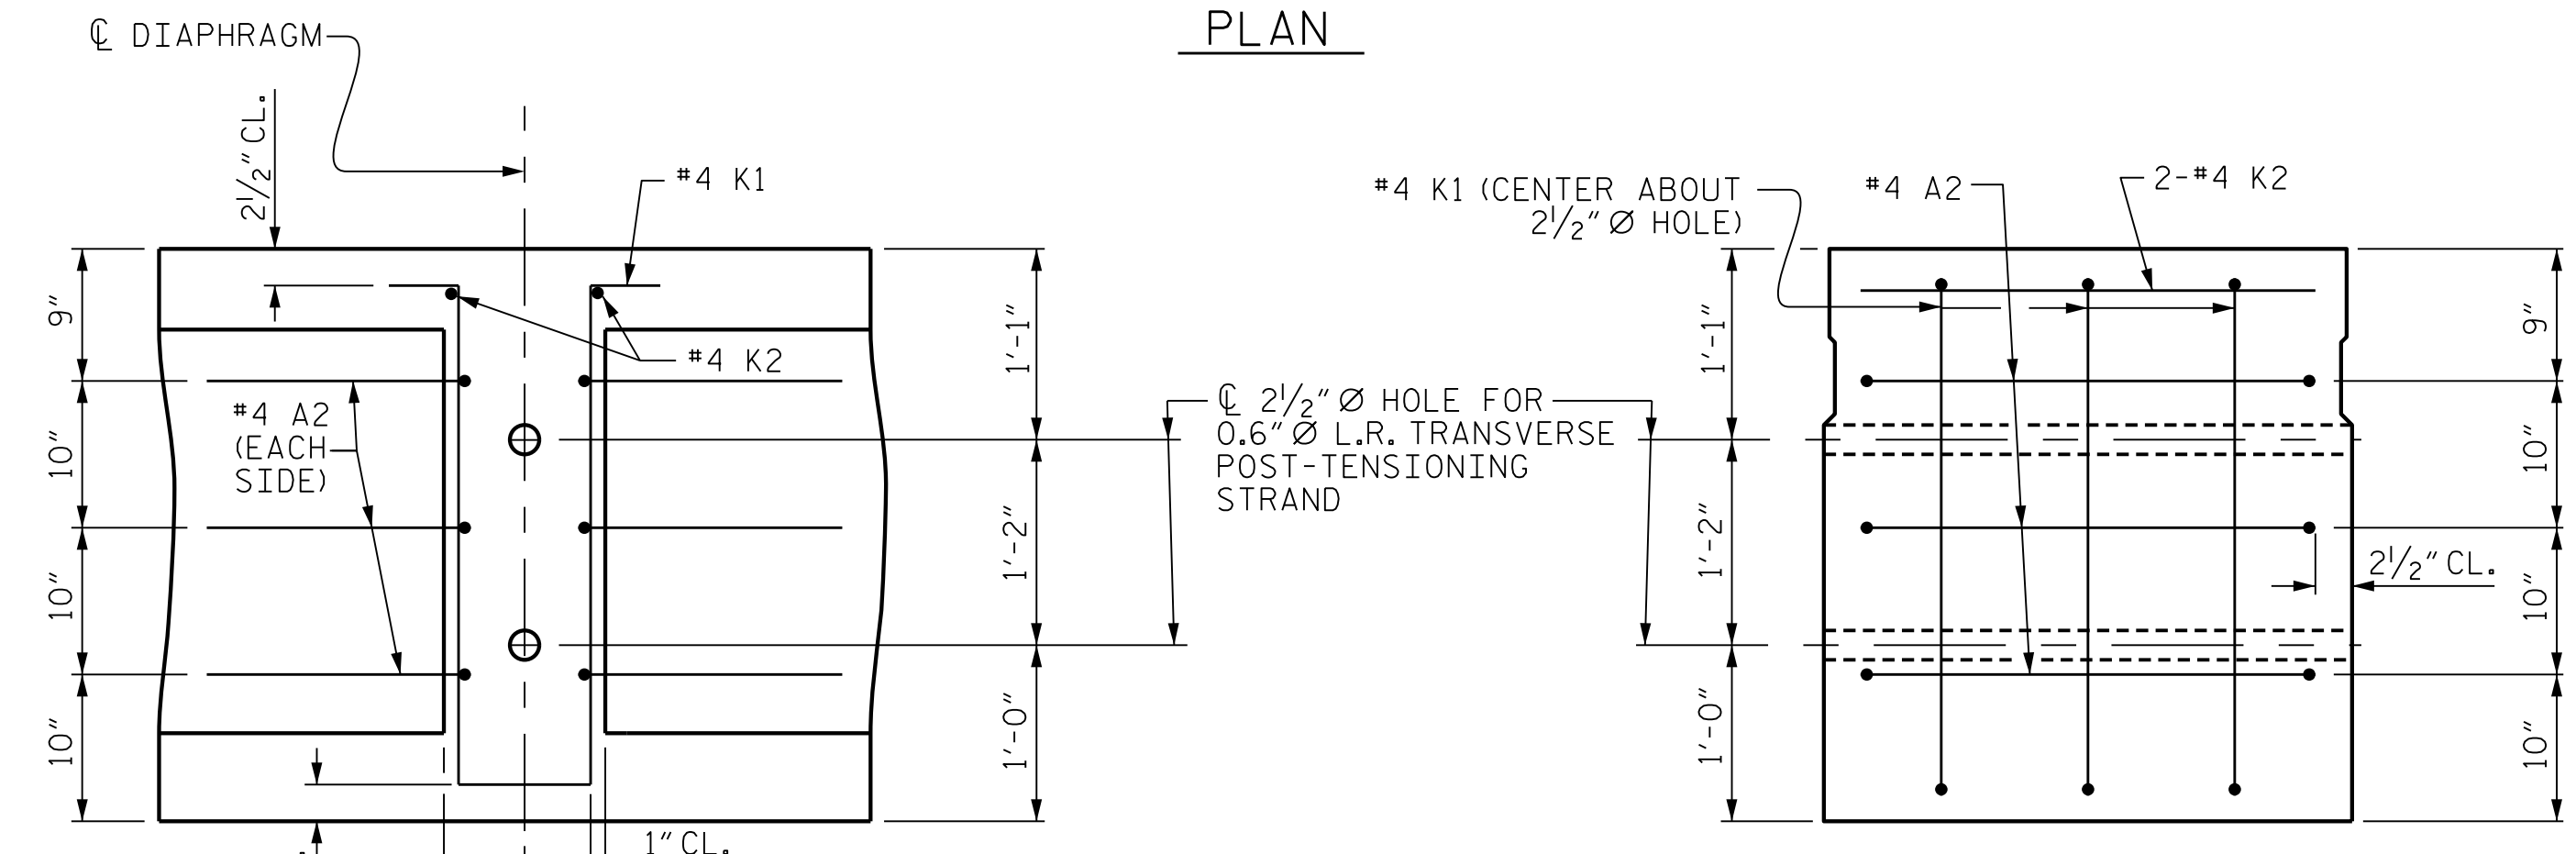 PLAN
℄ DIAPHRAGM
2½" CL.
#4 K1
#4 K2
#4 A2
(EACH
SIDE)
9"
10"
10"
10"
1'-1"
1'-2"
1'-0"
1" CL.
℄ 2½" Ø HOLE FOR
0.6" Ø L.R. TRANSVERSE
POST-TENSIONING
STRAND
#4 K1 (CENTER ABOUT
2½" Ø HOLE)
#4 A2
2-#4 K2
1'-1"
1'-2"
1'-0"
2½" CL.
9"
10"
10"
10"